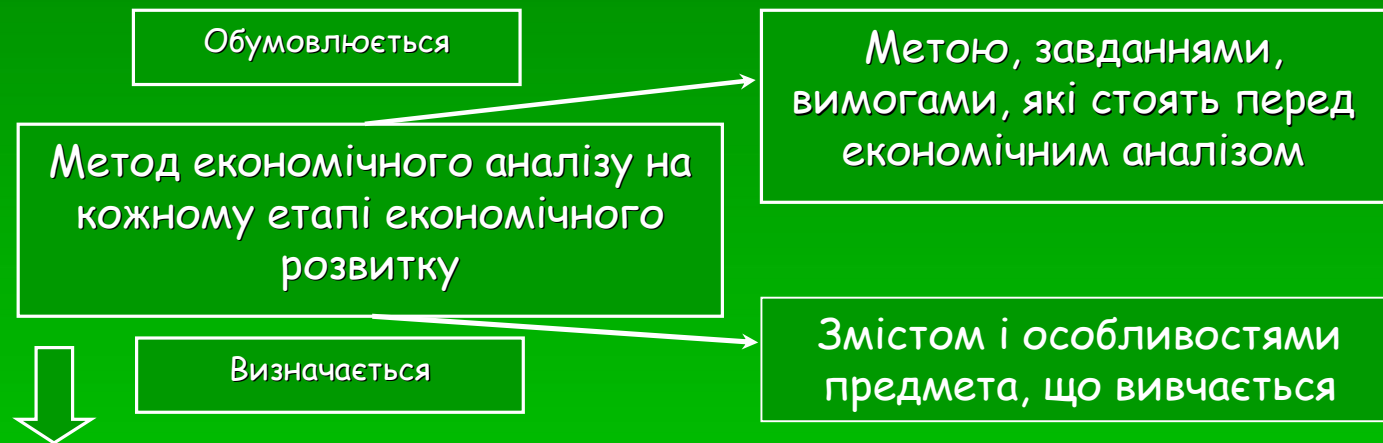 Обумовлюється
Метод економічного аналізу на
кожному етапі економічного
розвитку
Визначається
Метою, завданнями,
вимогами, які стоять перед
економічним аналізом
Змістом і особливостями
предмета, що вивчається